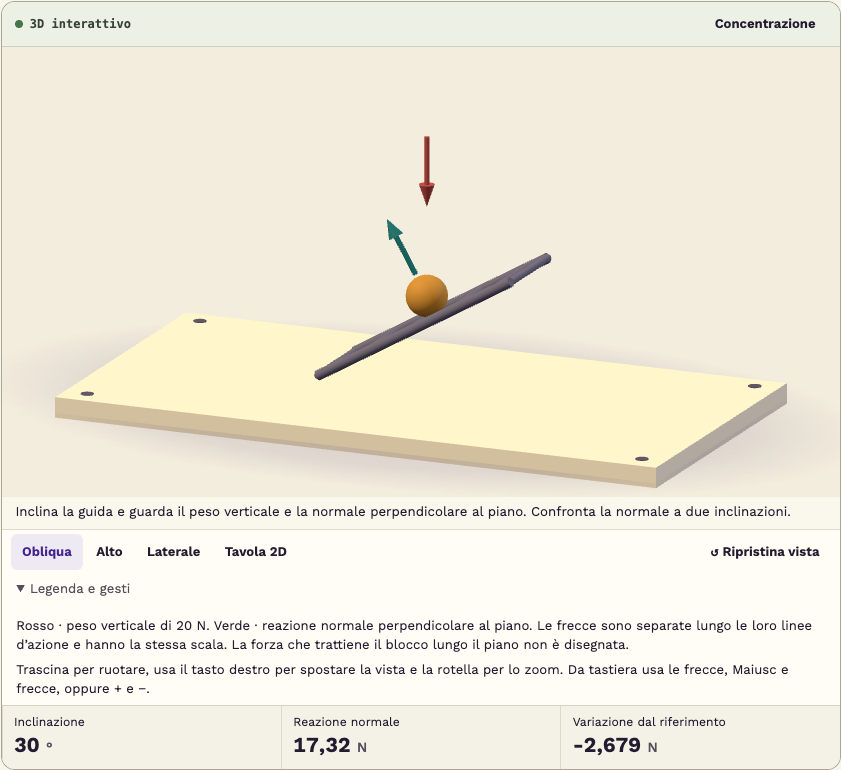 3D interattivo
Concentrazione
Inclina la guida e guarda il peso verticale e la normale perpendicolare al piano. Confronta la normale a due inclinazioni.
Obliqua Alto Laterale Tavola 2D ↺ Ripristina vista
▼ Legenda e gesti
Rosso · peso verticale di 20 N. Verde · reazione normale perpendicolare al piano. Le frecce sono separate lungo le loro linee
d’azione e hanno la stessa scala. La forza che trattiene il blocco lungo il piano non è disegnata.
Trascina per ruotare, usa il tasto destro per spostare la vista e la rotella per lo zoom. Da tastiera usa le frecce, Maiusc e
frecce, oppure + e −.
Inclinazione
30 °
Reazione normale
17,32 N
Variazione dal riferimento
-2,679 N